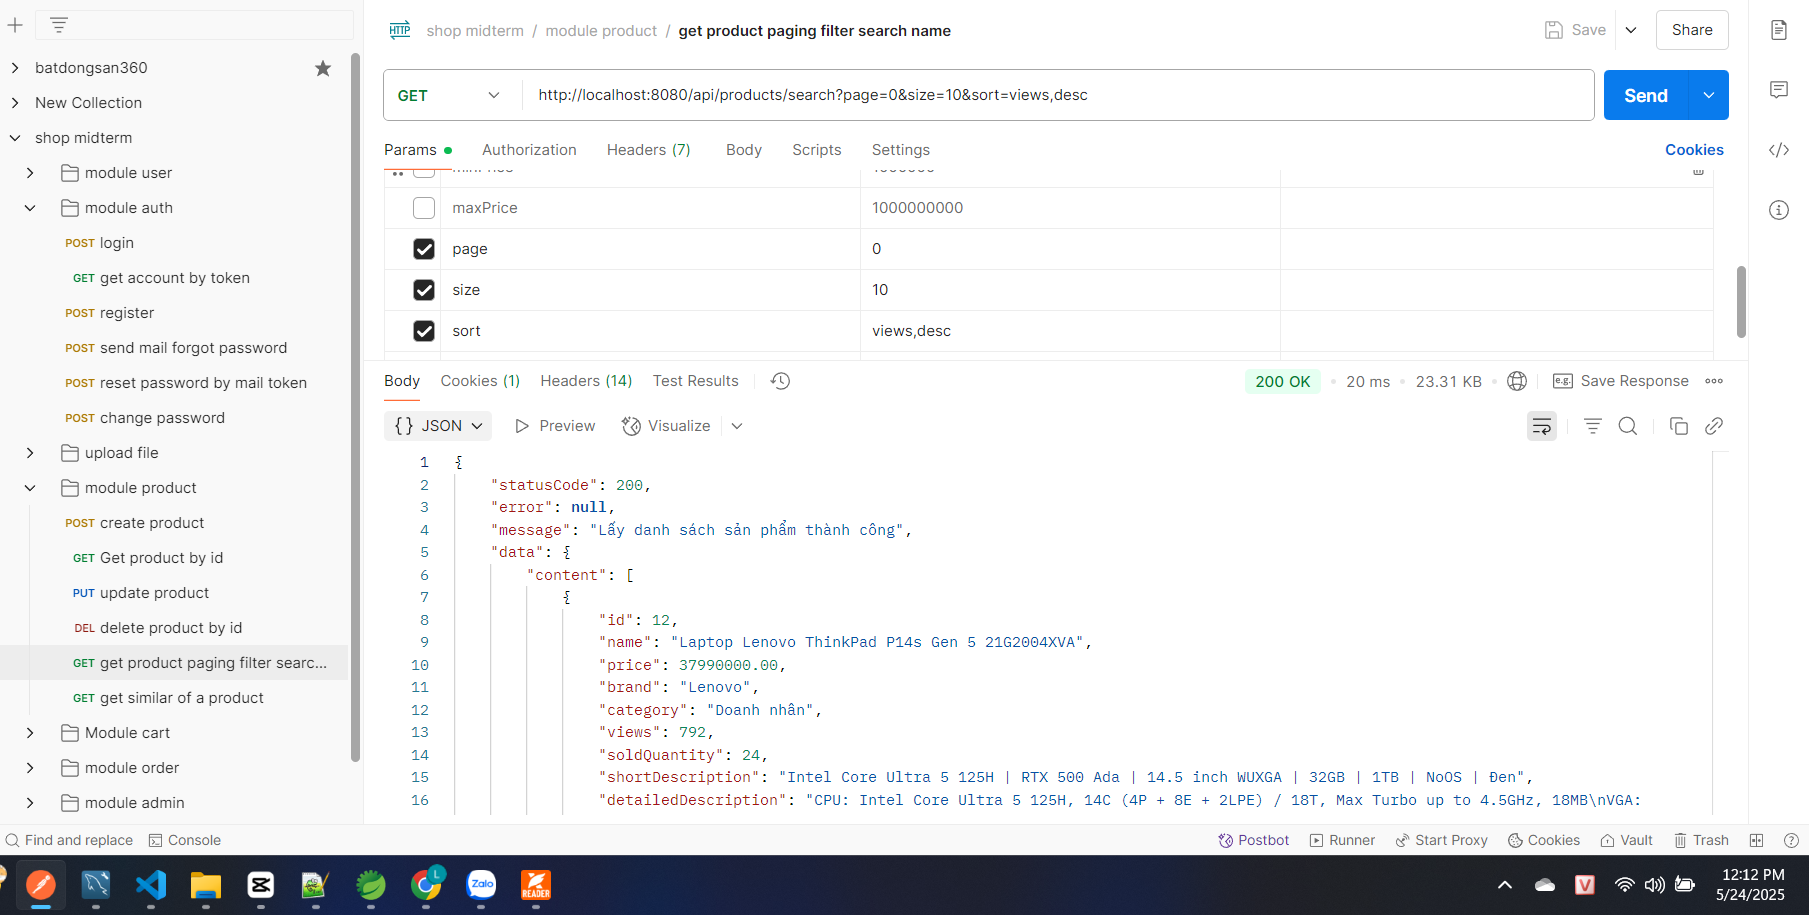 HTTP shop midterm / module product / get product paging filter search name
Save
Share
batdongsan360
New Collection
shop midterm
module user
module auth
POST login
GET get account by token
POST register
POST send mail forgot password
POST reset password by mail token
POST change password
upload file
module product
POST create product
GET Get product by id
PUT update product
DEL delete product by id
GET get product paging filter searc...
GET get similar of a product
Module cart
module order
module admin
GET http://localhost:8080/api/products/search?page=0&size=10&sort=views,desc
Send
Params Authorization Headers (7) Body Scripts Settings
Cookies
maxPrice 1000000000
page 0
size 10
sort views,desc
Body Cookies (1) Headers (14) Test Results
200 OK 20 ms 23.31 KB e.g. Save Response
{} JSON Preview Visualize
1 {
2 "statusCode": 200,
3 "error": null,
4 "message": "Lấy danh sách sản phẩm thành công",
5 "data": {
6 "content": [
7 {
8 "id": 12,
9 "name": "Laptop Lenovo ThinkPad P14s Gen 5 21G2004XVA",
10 "price": 37990000.00,
11 "brand": "Lenovo",
12 "category": "Doanh nhân",
13 "views": 792,
14 "soldQuantity": 24,
15 "shortDescription": "Intel Core Ultra 5 125H | RTX 500 Ada | 14.5 inch WUXGA | 32GB | 1TB | NoOS | Đen",
16 "detailedDescription": "CPU: Intel Core Ultra 5 125H, 14C (4P + 8E + 2LPE) / 18T, Max Turbo up to 4.5GHz, 18MB\nVGA:
Find and replace Console
Postbot Runner Start Proxy Cookies Vault Trash
L
Zalo
READER
V
12:12 PM
5/24/2025